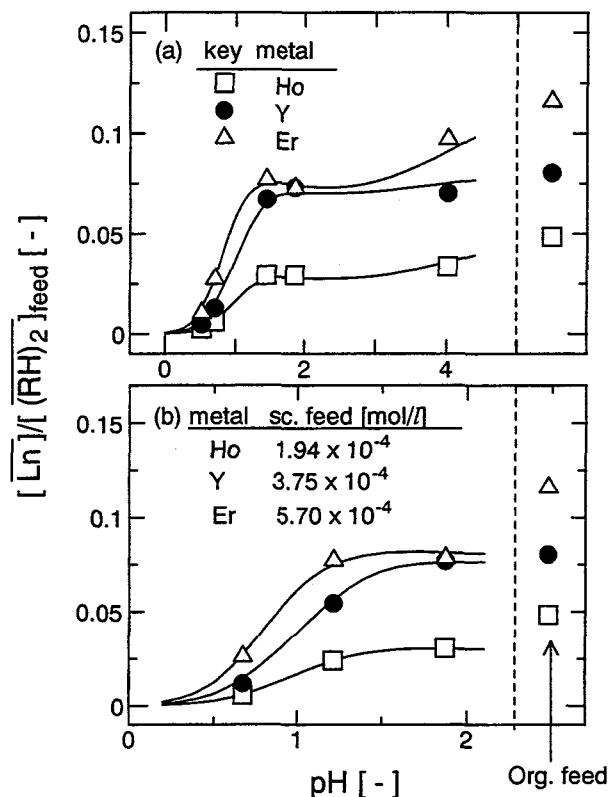 0.15
(a) key metal
Ho
Y
Er
0.1
0.05
0
0 2 4
[Ln]/[(RH)2]feed [-]
0.15
(b) metal sc. feed [mol/l]
Ho 1.94 x 10-4
Y 3.75 x 10-4
Er 5.70 x 10-4
0.1
0.05
0
0 1 2
pH [-]
Org. feed